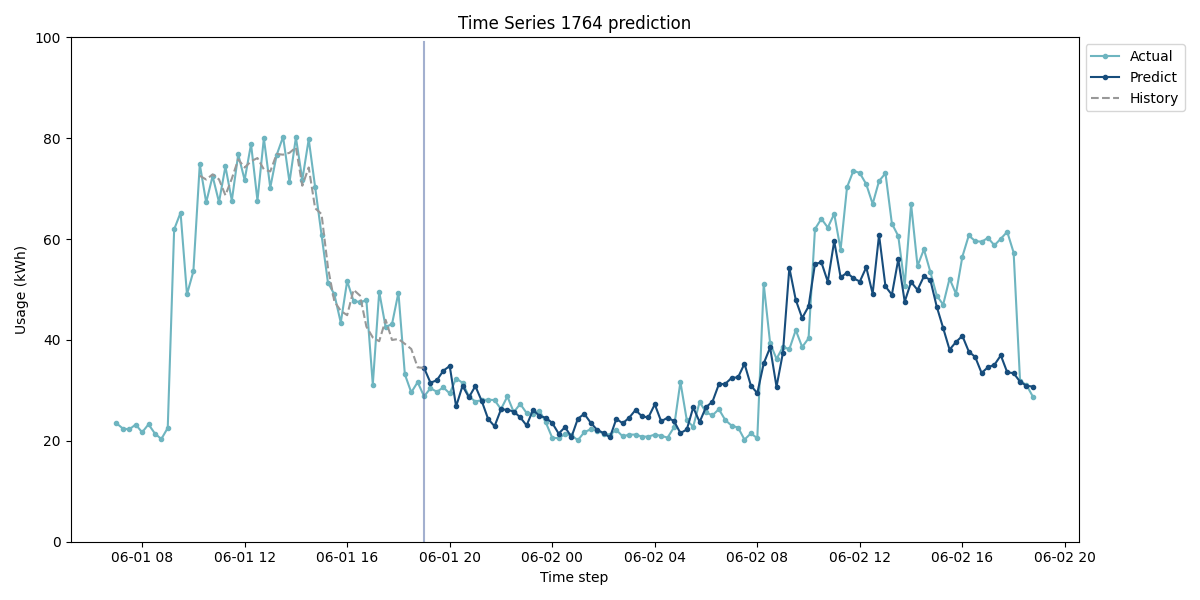 Time Series 1764 prediction
100
80
60
40
20
0
Usage (kWh)
06-01 08
06-01 12
06-01 16
06-01 20
06-02 00
06-02 04
06-02 08
06-02 12
06-02 16
06-02 20
Time step
Actual
Predict
History